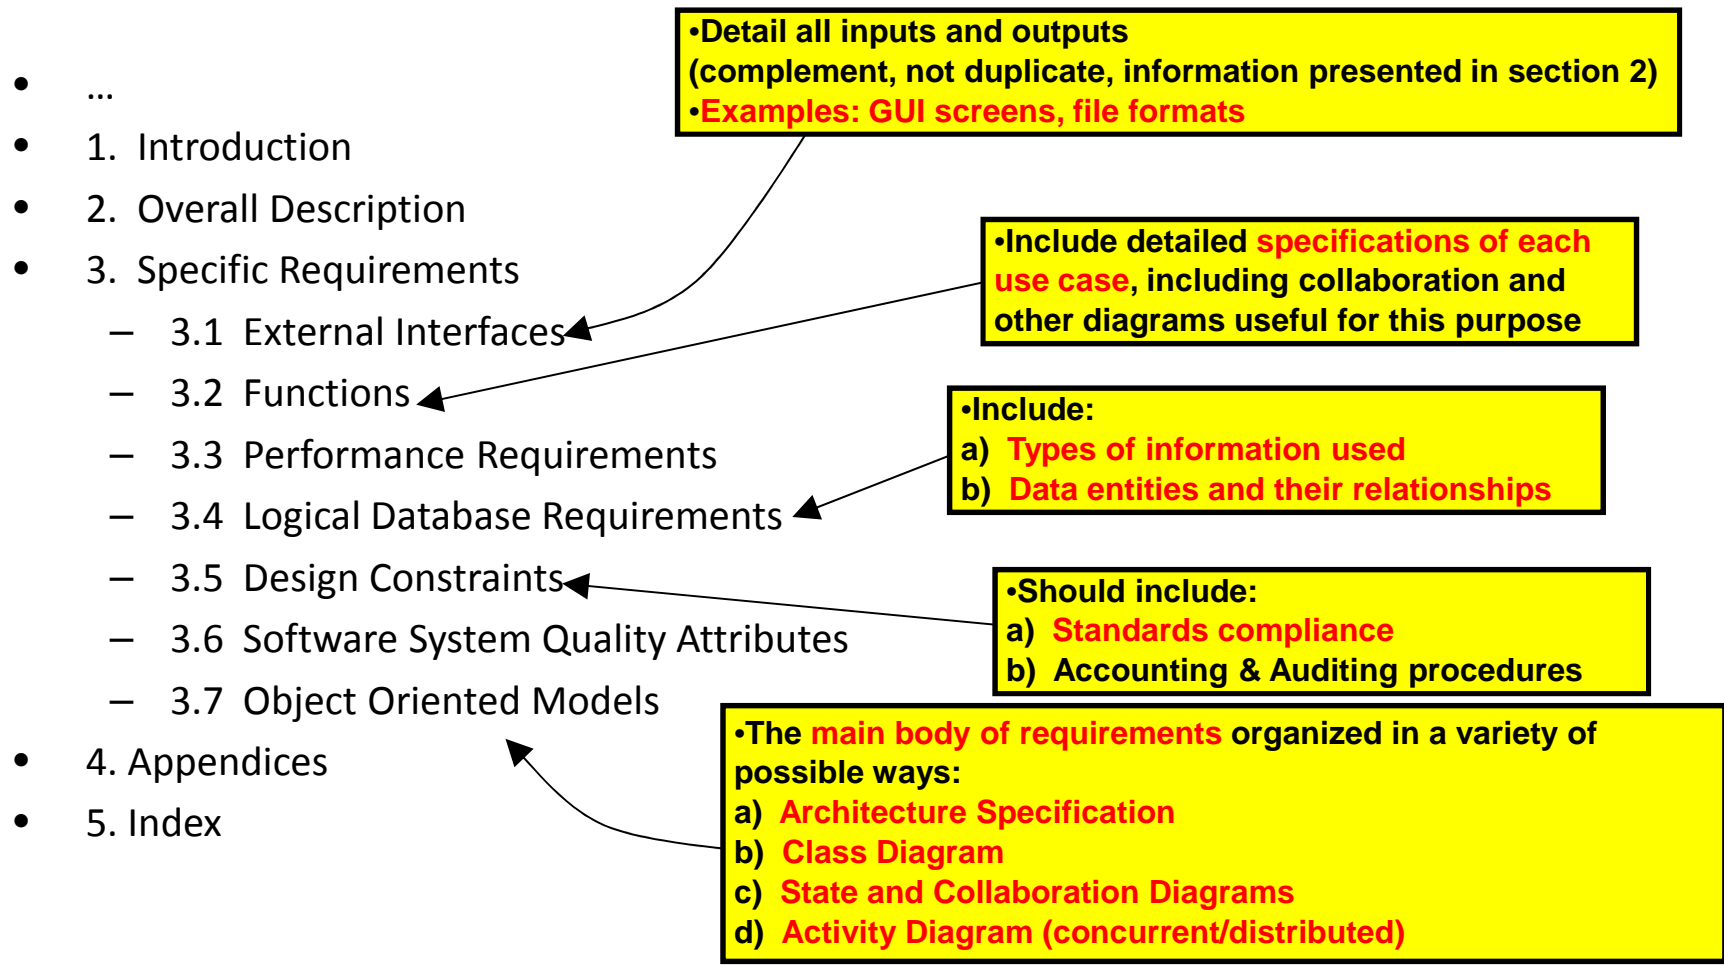 •Detail all inputs and outputs
(complement, not duplicate, information presented in section 2)
•Examples: GUI screens, file formats
• …
• 1. Introduction
• 2. Overall Description
• 3. Specific Requirements
– 3.1 External Interfaces
– 3.2 Functions
– 3.3 Performance Requirements
– 3.4 Logical Database Requirements
– 3.5 Design Constraints
– 3.6 Software System Quality Attributes
– 3.7 Object Oriented Models
• 4. Appendices
• 5. Index
•Include detailed specifications of each
use case, including collaboration and
other diagrams useful for this purpose
•Include:
a) Types of information used
b) Data entities and their relationships
•Should include:
a) Standards compliance
b) Accounting & Auditing procedures
•The main body of requirements organized in a variety of
possible ways:
a) Architecture Specification
b) Class Diagram
c) State and Collaboration Diagrams
d) Activity Diagram (concurrent/distributed)